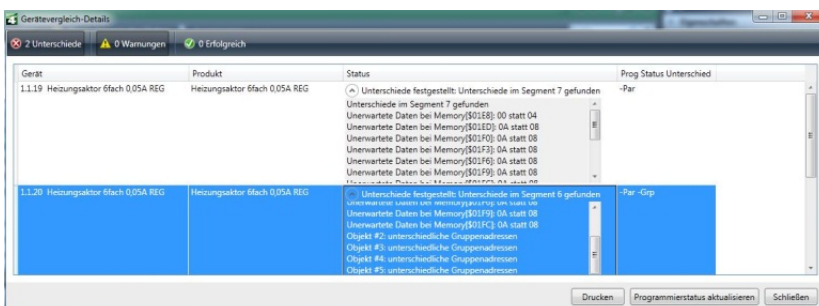 Gerätevergleich-Details
2 Unterschiede
0 Warnungen
0 Erfolgreich
Gerät Produkt Status Prog Status Unterschied
1.1.19 Heizungsaktor 6fach 0,05A REG Heizungsaktor 6fach 0,05A REG Unterschiede festgestellt: Unterschiede im Segment 7 gefunden -Par
Unterschiede im Segment 7 gefunden
Unerwartete Daten bei Memory[$01E8]: 00 statt 04
Unerwartete Daten bei Memory[$01ED]: 0A statt 08
Unerwartete Daten bei Memory[$01F0]: 0A statt 08
Unerwartete Daten bei Memory[$01F3]: 0A statt 08
Unerwartete Daten bei Memory[$01F6]: 0A statt 08
Unerwartete Daten bei Memory[$01F9]: 0A statt 08
1.1.20 Heizungsaktor 6fach 0,05A REG Heizungsaktor 6fach 0,05A REG Unterschiede festgestellt: Unterschiede im Segment 6 gefunden -Par -Grp
Unerwartete Daten bei Memory[$01F9]: 0A statt 08
Unerwartete Daten bei Memory[$01FC]: 0A statt 08
Objekt #2: unterschiedliche Gruppenadressen
Objekt #3: unterschiedliche Gruppenadressen
Objekt #4: unterschiedliche Gruppenadressen
Objekt #5: unterschiedliche Gruppenadressen
Drucken
Programmierstatus aktualisieren
Schließen